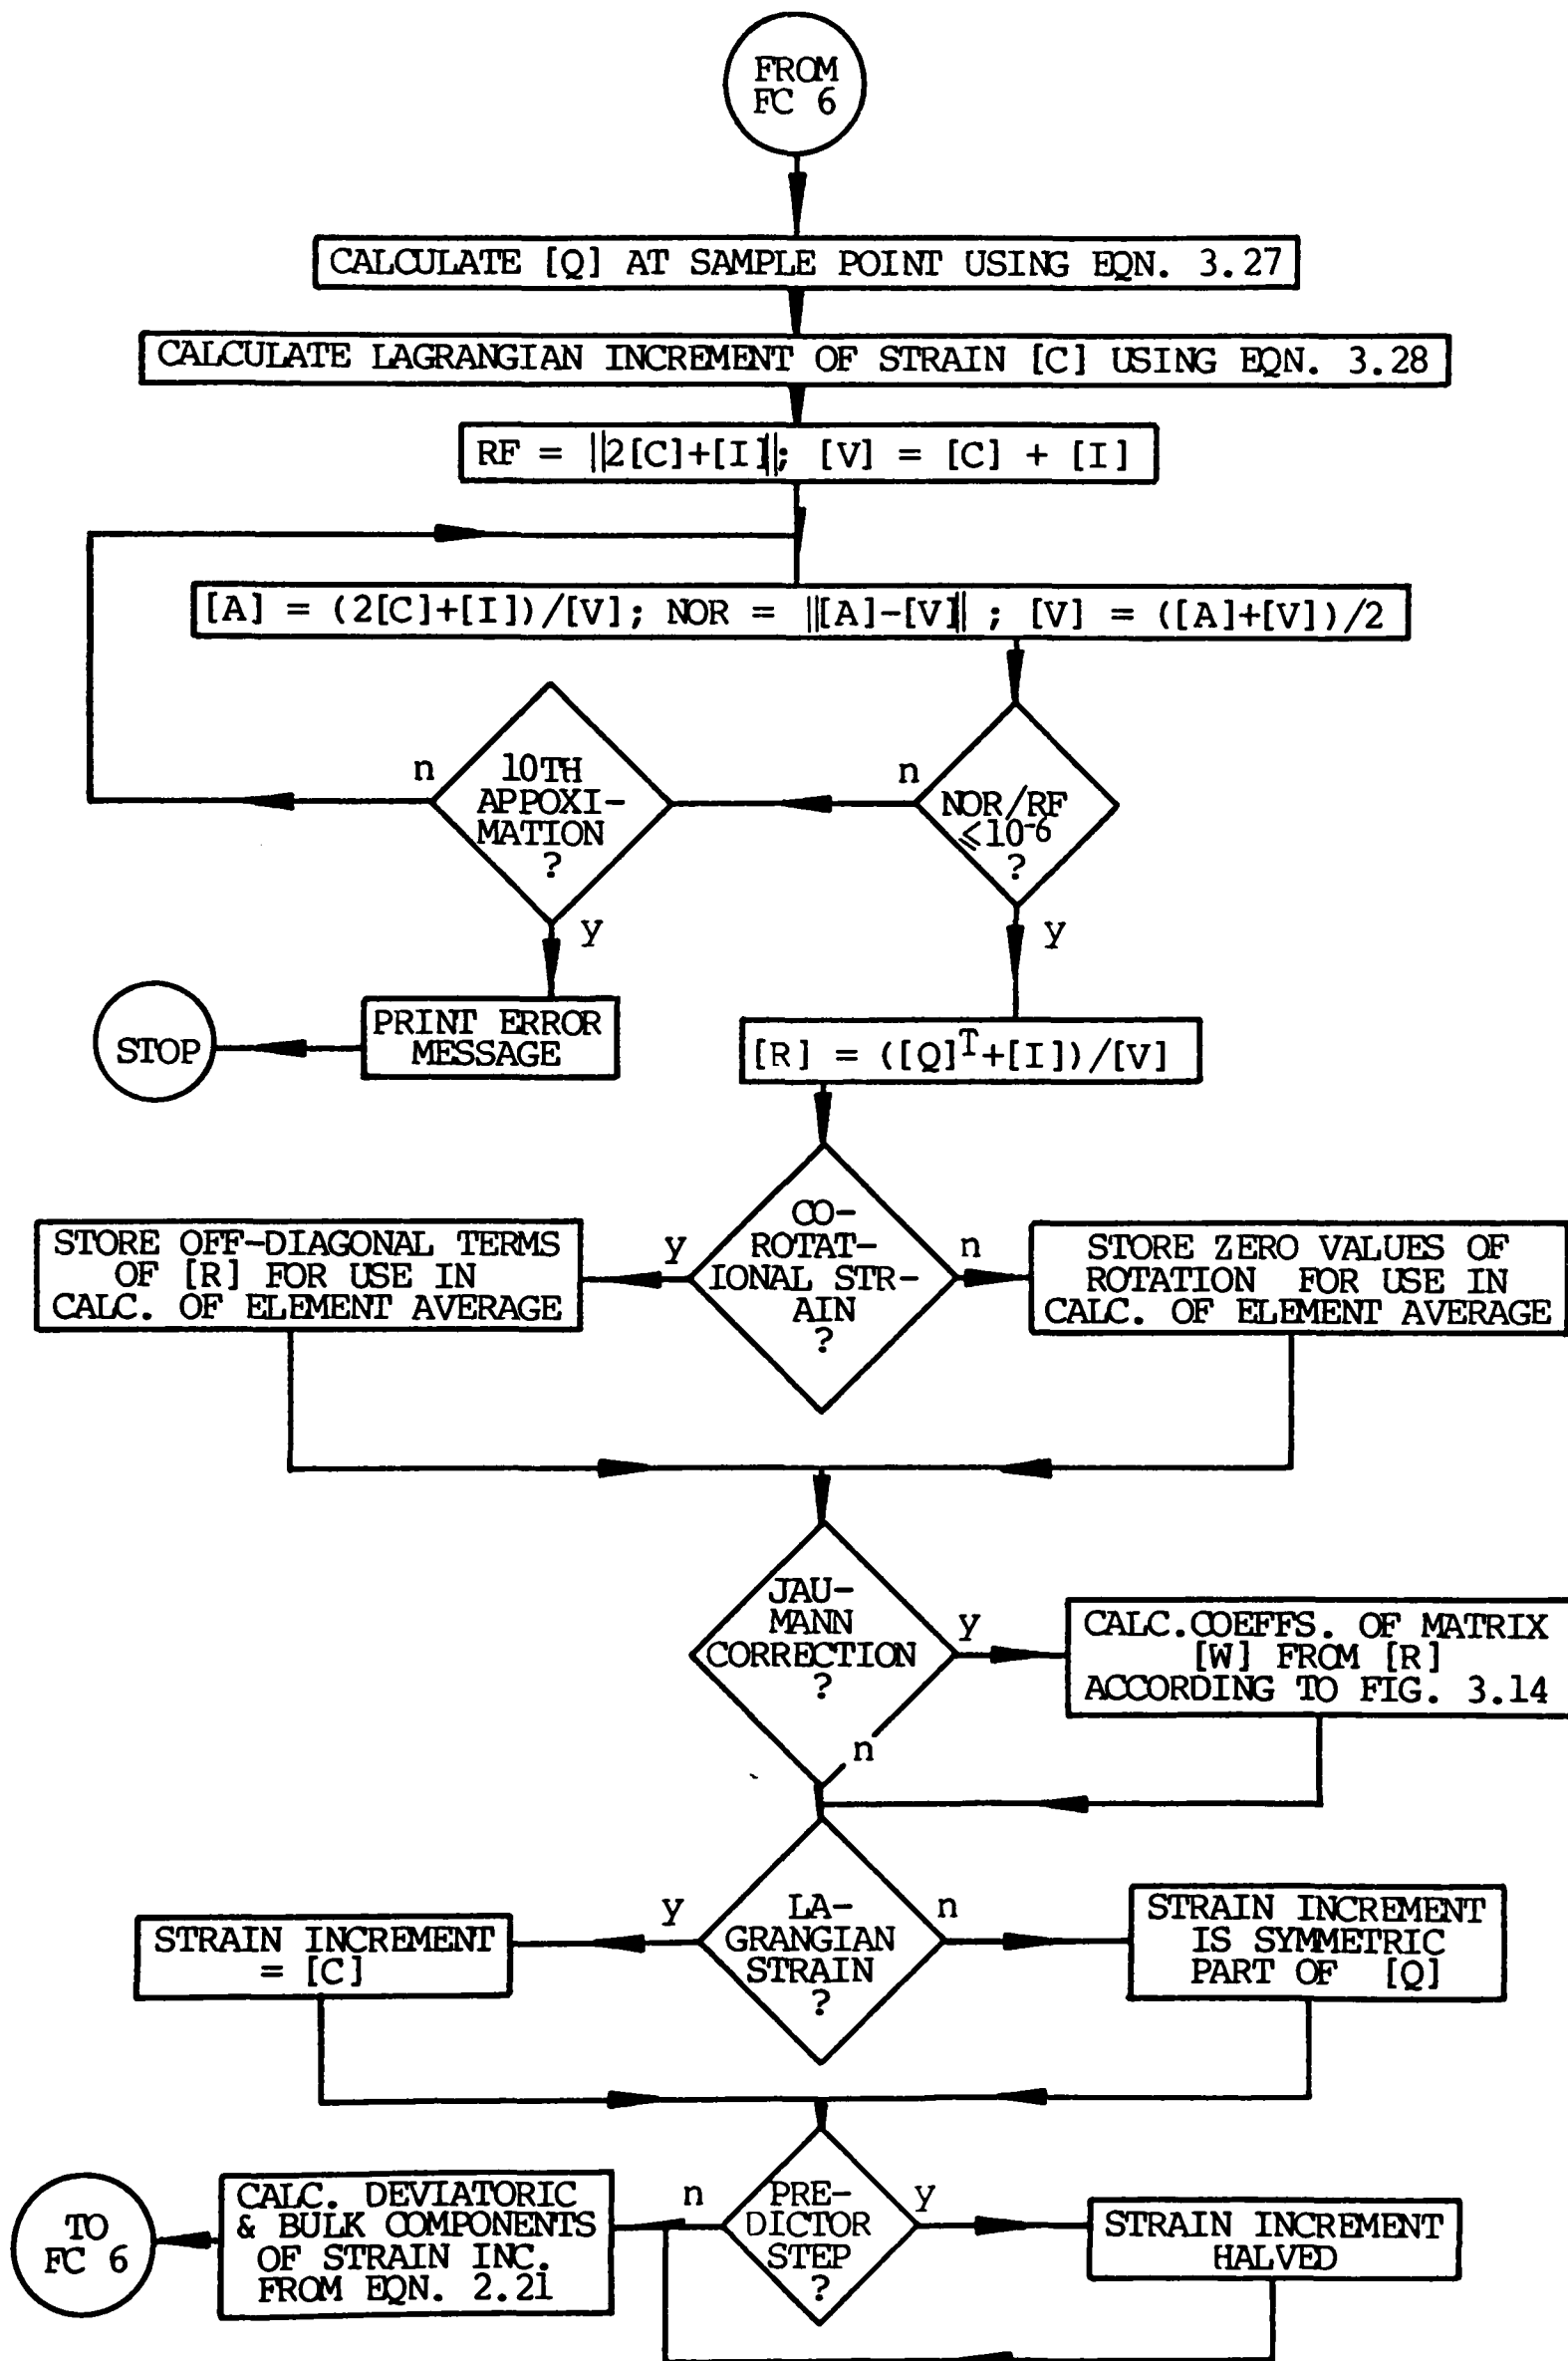 FROM
FC 6
CALCULATE [Q] AT SAMPLE POINT USING EQN. 3.27
CALCULATE LAGRANGIAN INCREMENT OF STRAIN [C] USING EQN. 3.28
RF = ||2[C]+[I]||; [V] = [C] + [I]
[A] = (2[C]+[I])/[V]; NOR = ||[A]-[V]|| ; [V] = ([A]+[V])/2
n
10TH
APPOXI-
MATION
?
y
n
NOR/RF
≤10-6
?
y
STOP
PRINT ERROR
MESSAGE
[R] = ([Q]T+[I])/[V]
STORE OFF-DIAGONAL TERMS
OF [R] FOR USE IN
CALC. OF ELEMENT AVERAGE
y
CO-
ROTAT-
IONAL STR-
AIN
?
n
STORE ZERO VALUES OF
ROTATION FOR USE IN
CALC. OF ELEMENT AVERAGE
JAU-
MANN
CORRECTION
?
y
n
CALC.COEFFS. OF MATRIX
[W] FROM [R]
ACCORDING TO FIG. 3.14
STRAIN INCREMENT
= [C]
y
LA-
GRANGIAN
STRAIN
?
n
STRAIN INCREMENT
IS SYMMETRIC
PART OF [Q]
TO
FC 6
CALC. DEVIATORIC
& BULK COMPONENTS
OF STRAIN INC.
FROM EQN. 2.21
n
PRE-
DICTOR
STEP
?
y
STRAIN INCREMENT
HALVED